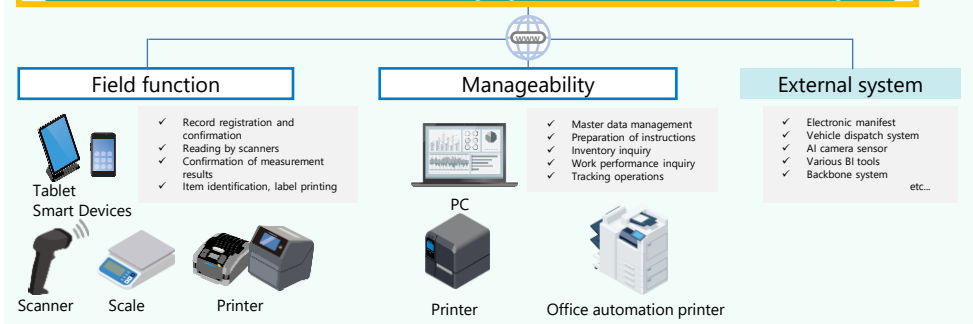 WWW
Field function
Manageability
External system
✓ Record registration and
confirmation
✓ Reading by scanners
✓ Confirmation of measurement
results
✓ Item identification, label printing
✓ Master data management
✓ Preparation of instructions
✓ Inventory inquiry
✓ Work performance inquiry
✓ Tracking operations
✓ Electronic manifest
✓ Vehicle dispatch system
✓ AI camera sensor
✓ Various BI tools
✓ Backbone system
etc...
Tablet
Smart Devices
PC
Scanner
Scale
Printer
Printer
Office automation printer